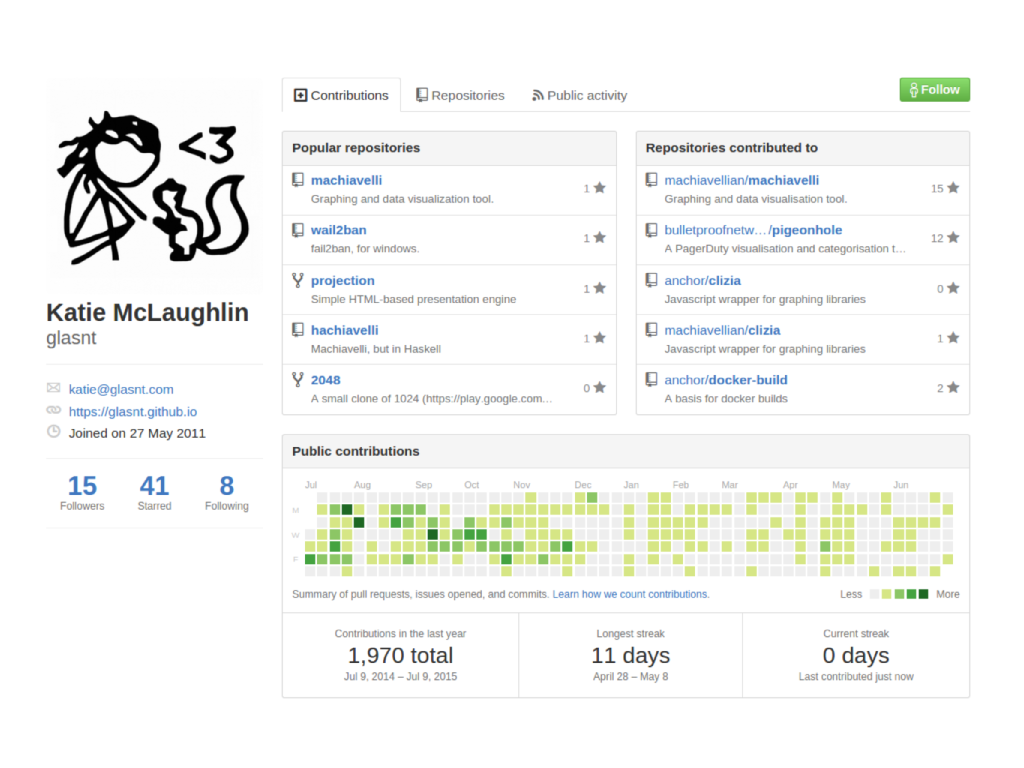 <3
Katie McLaughlin
glasnt
katie@glasnt.com
https://glasnt.github.io
Joined on 27 May 2011
15 41 8
Followers Starred Following
Contributions Repositories Public activity Follow
Popular repositories
machiavelli
Graphing and data visualization tool.
1
wail2ban
fail2ban, for windows.
1
projection
Simple HTML-based presentation engine
1
hachiavelli
Machiavelli, but in Haskell
1
2048
A small clone of 1024 (https://play.google.com…
0
Repositories contributed to
machiavellian/machiavelli
Graphing and data visualisation tool.
15
bulletproofnetw… /pigeonhole
A PagerDuty visualisation and categorisation t…
12
anchor/clizia
Javascript wrapper for graphing libraries
0
machiavellian/clizia
Javascript wrapper for graphing libraries
1
anchor/docker-build
A basis for docker builds
2
Public contributions
Jul Aug Sep Oct Nov Dec Jan Feb Mar Apr May Jun
M
W
F
Summary of pull requests, issues opened, and commits. Learn how we count contributions. Less More
Contributions in the last year
1,970 total
Jul 9, 2014 – Jul 9, 2015
Longest streak
11 days
April 28 – May 8
Current streak
0 days
Last contributed just now